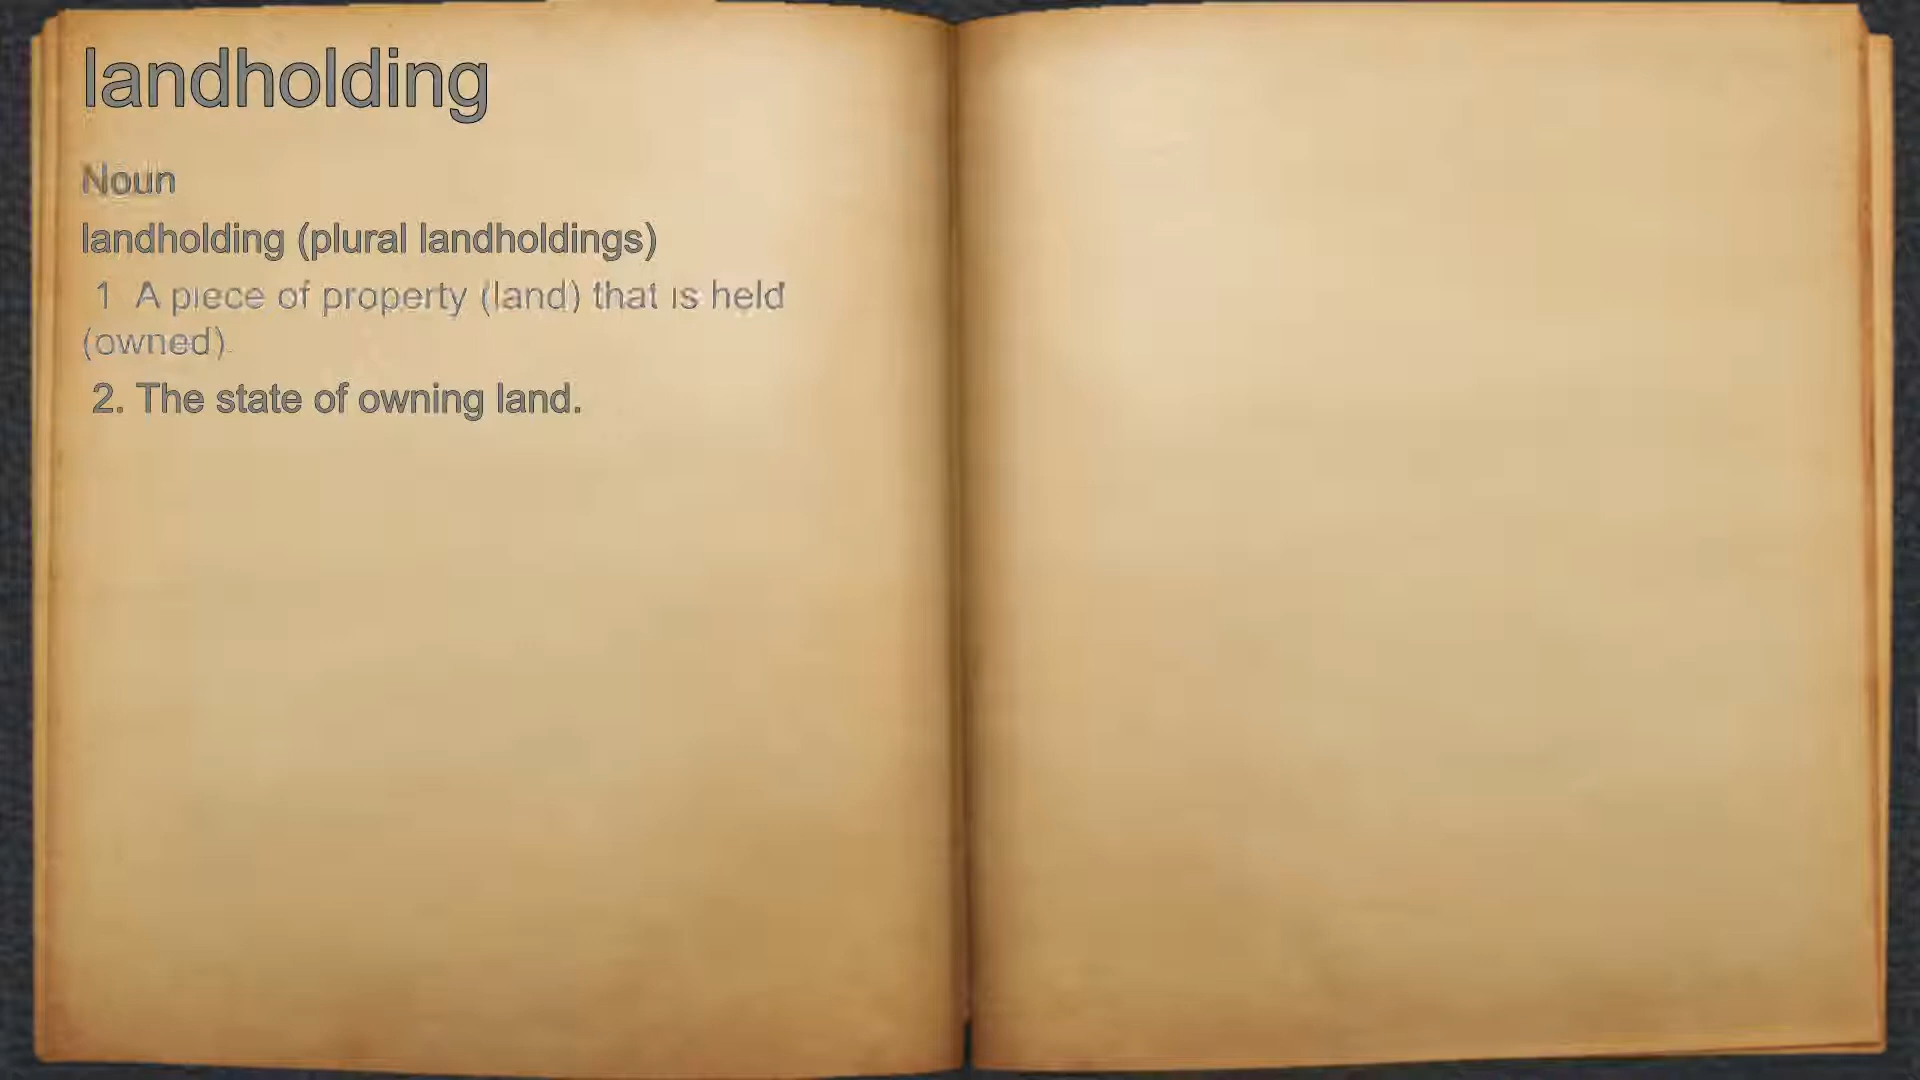 landholding
Noun
landholding (plural landholdings)
1 A piece of property (land) that is held
(owned).
2. The state of owning land.